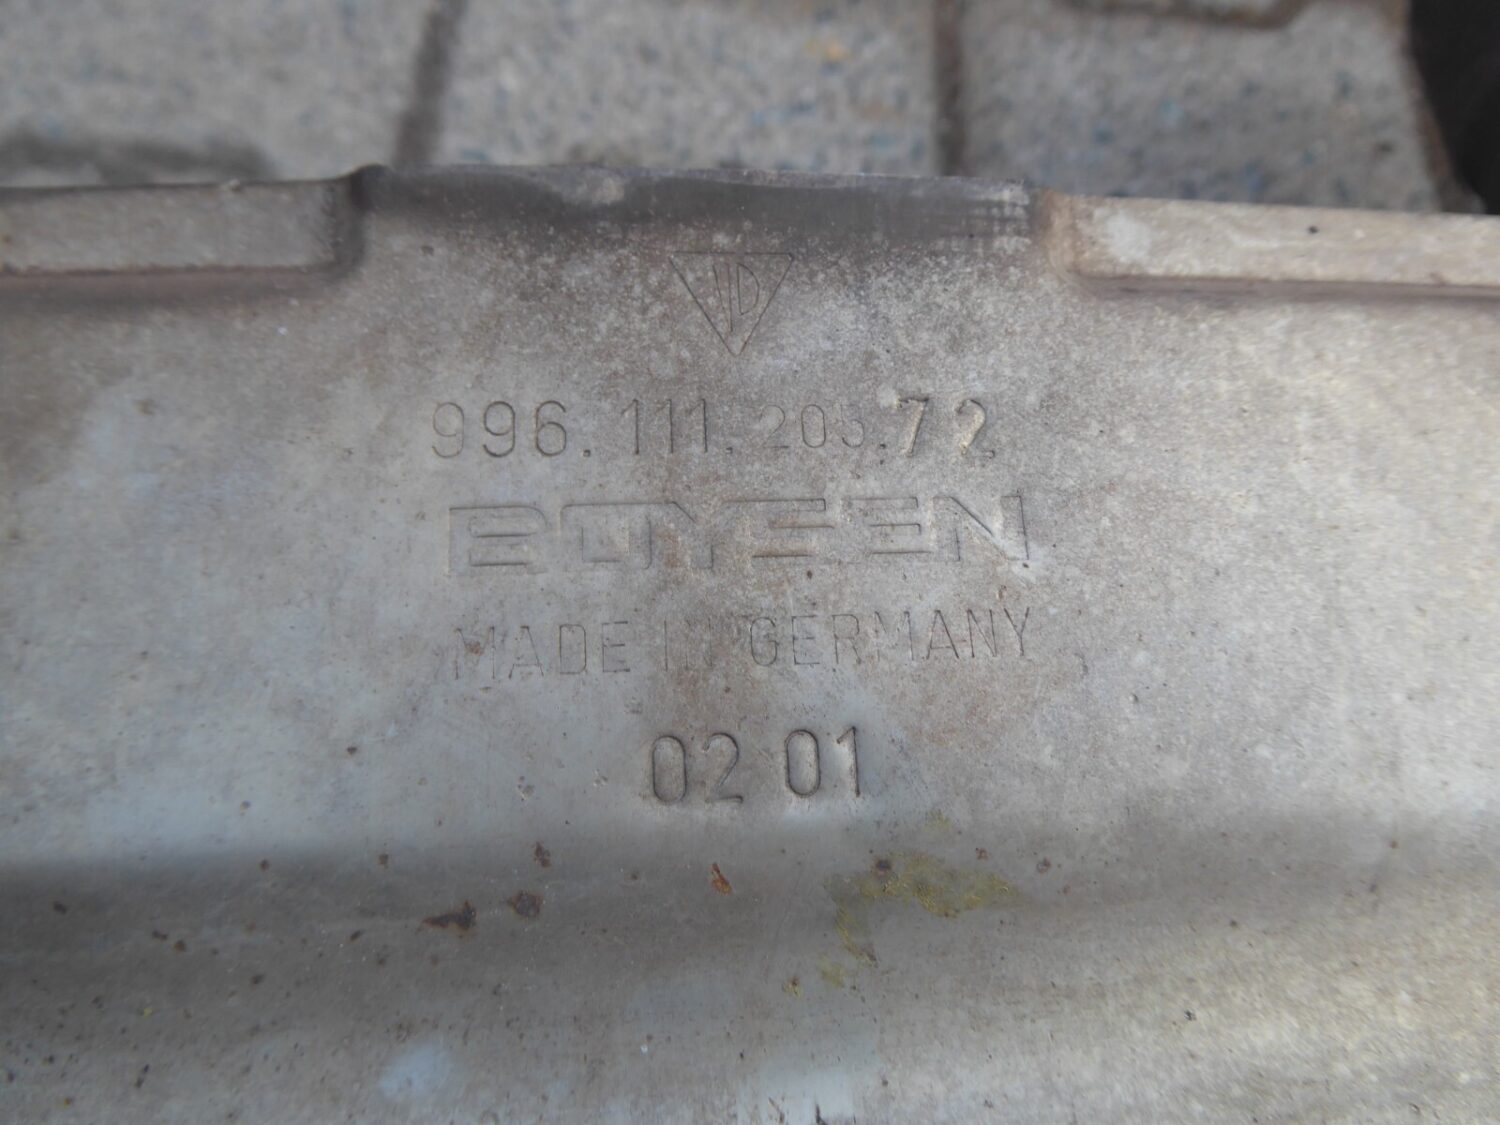 996.111.205.72
BOYSEN
MADE IN GERMANY
02 01